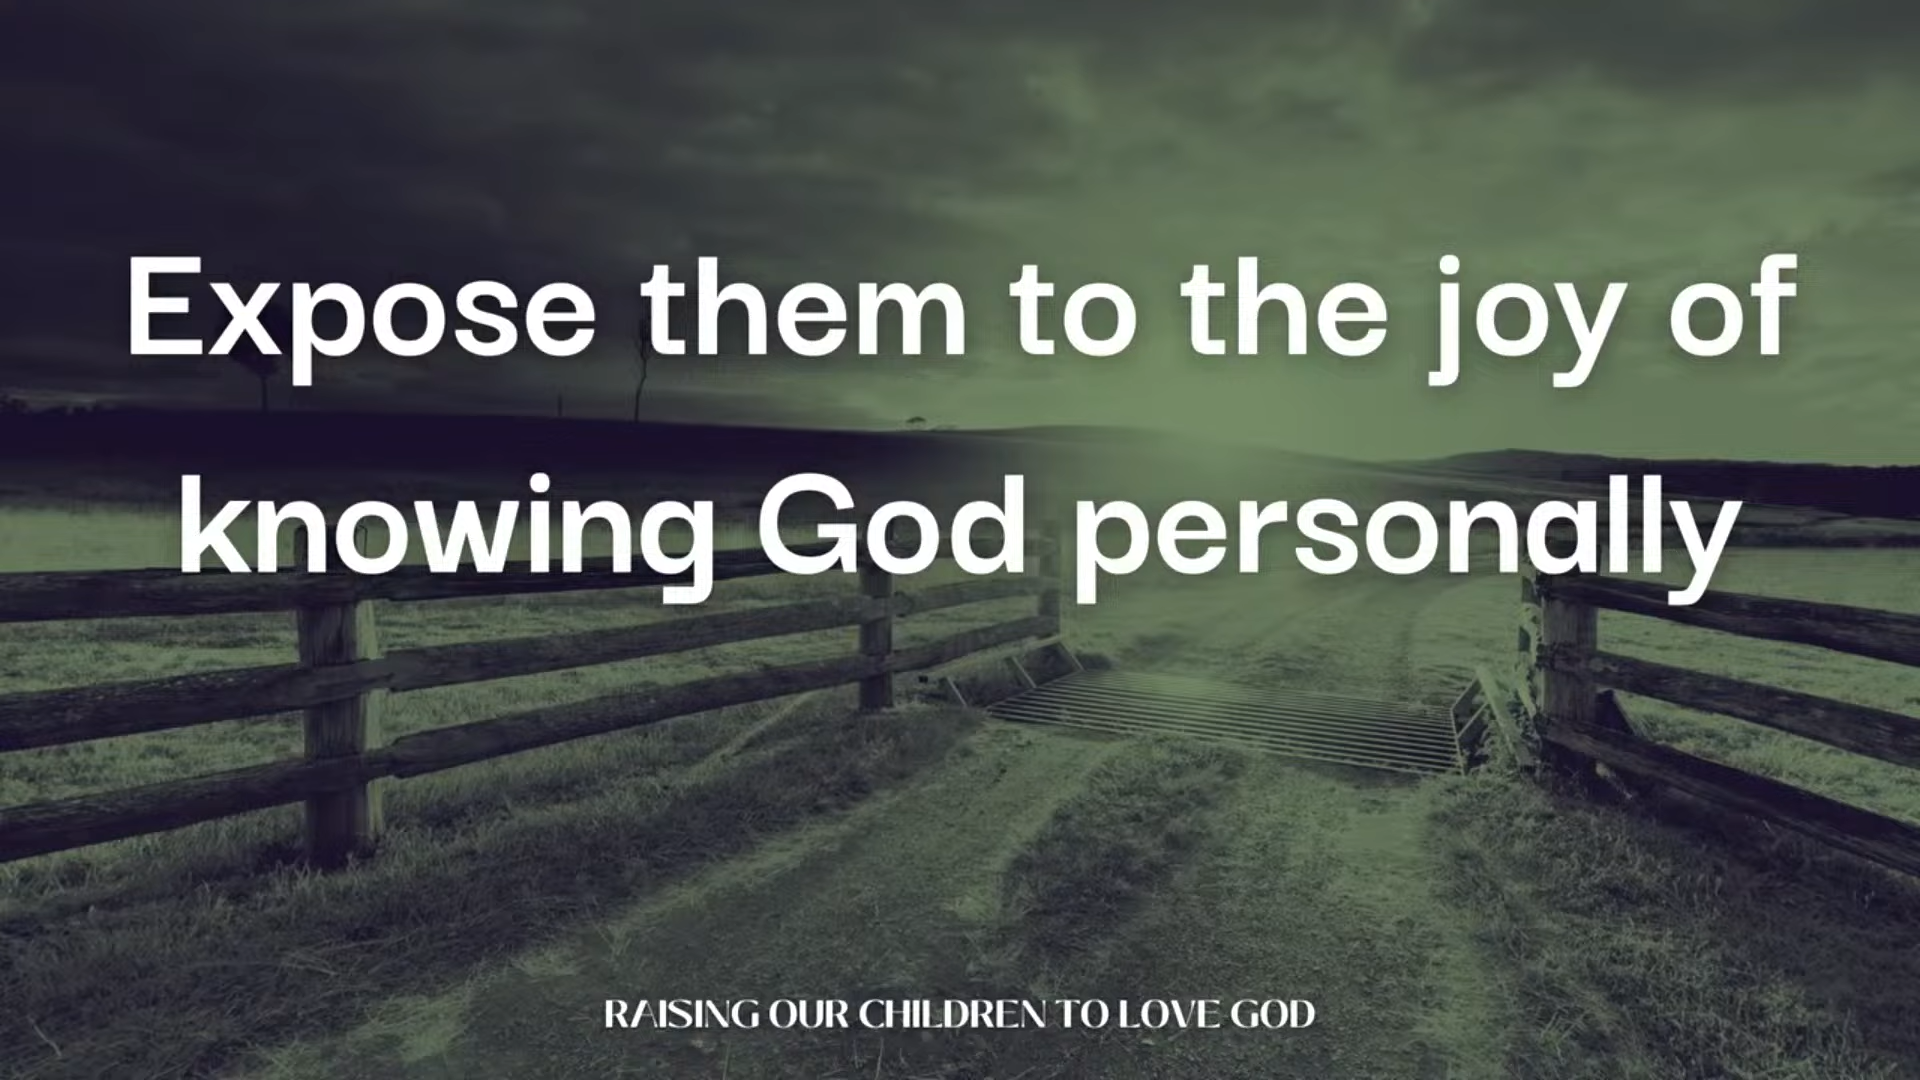 Expose them to the joy of
knowing God personally
RAISING OUR CHILDREN TO LOVE GOD